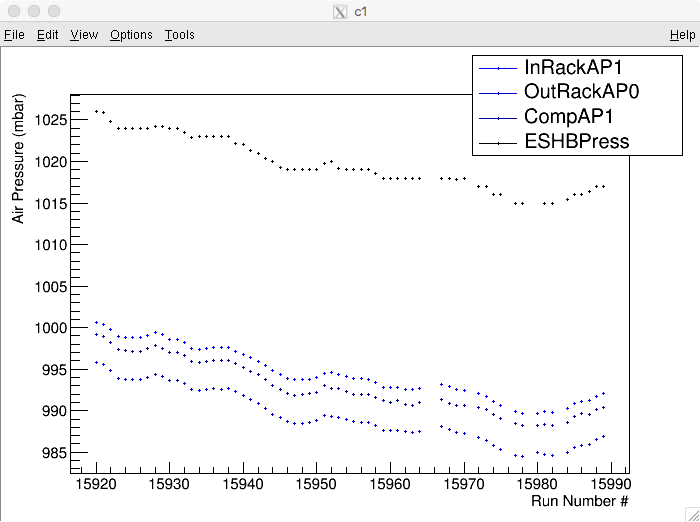 c1
File Edit View Options Tools Help
InRackAP1
OutRackAP0
CompAP1
ESHBPress
Air Pressure (mbar)
1025
1020
1015
1010
1005
1000
995
990
985
15920 15930 15940 15950 15960 15970 15980 15990
Run Number #